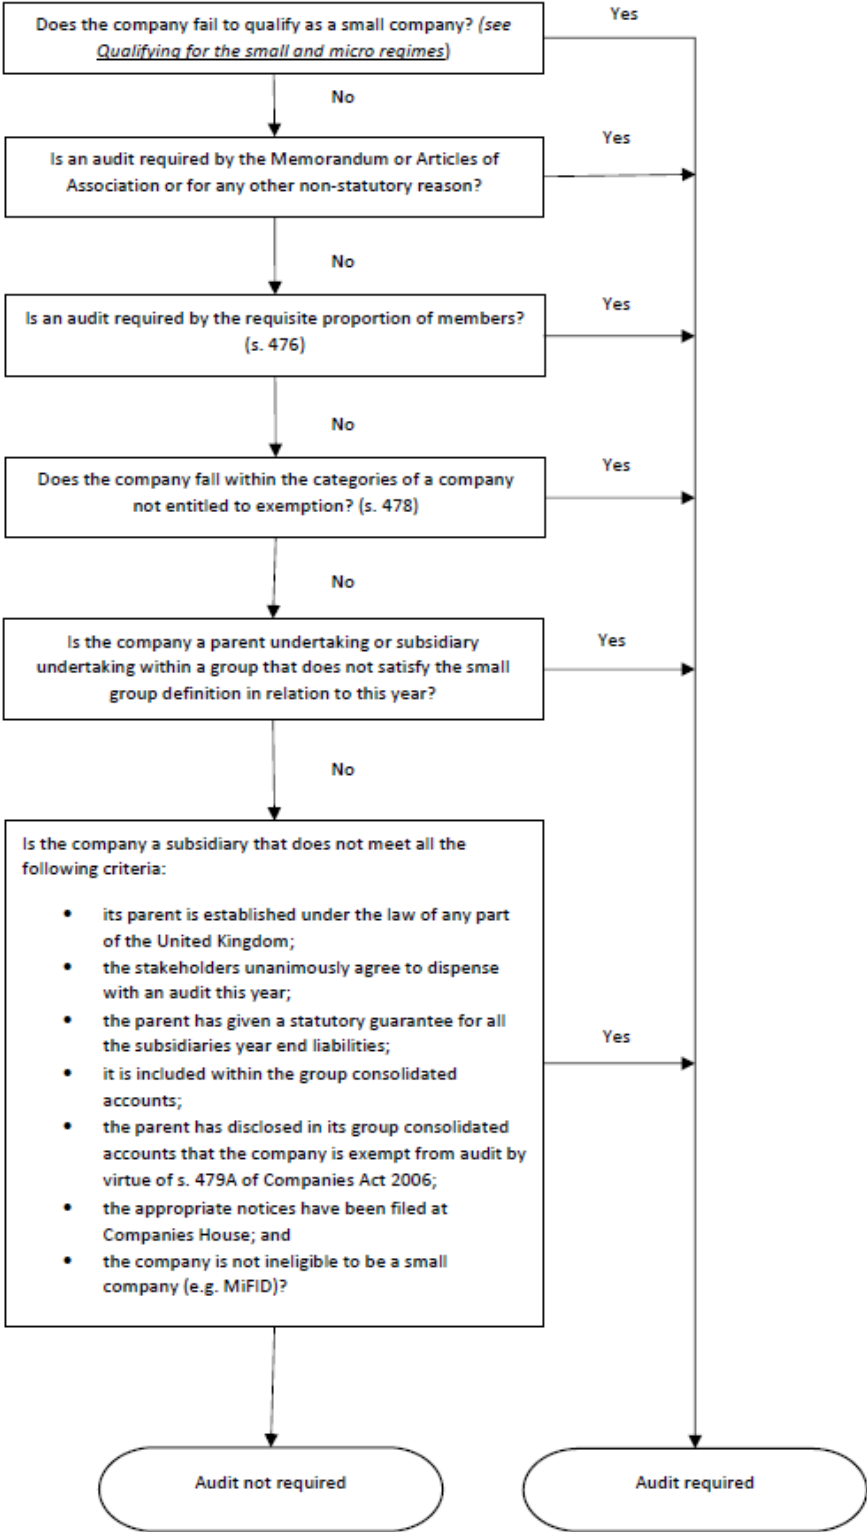 Does the company fail to qualify as a small company? (see
Qualifying for the small and micro regimes)
Yes
No
Is an audit required by the Memorandum or Articles of
Association or for any other non-statutory reason?
Yes
No
Is an audit required by the requisite proportion of members?
(s. 476)
Yes
No
Does the company fall within the categories of a company
not entitled to exemption? (s. 478)
Yes
No
Is the company a parent undertaking or subsidiary
undertaking within a group that does not satisfy the small
group definition in relation to this year?
Yes
No
Is the company a subsidiary that does not meet all the
following criteria:
• its parent is established under the law of any part
of the United Kingdom;
• the stakeholders unanimously agree to dispense
with an audit this year;
• the parent has given a statutory guarantee for all
the subsidiaries year end liabilities;
• it is included within the group consolidated
accounts;
• the parent has disclosed in its group consolidated
accounts that the company is exempt from audit by
virtue of s. 479A of Companies Act 2006;
• the appropriate notices have been filed at
Companies House; and
• the company is not ineligible to be a small
company (e.g. MiFID)?
Yes
Audit not required
Audit required